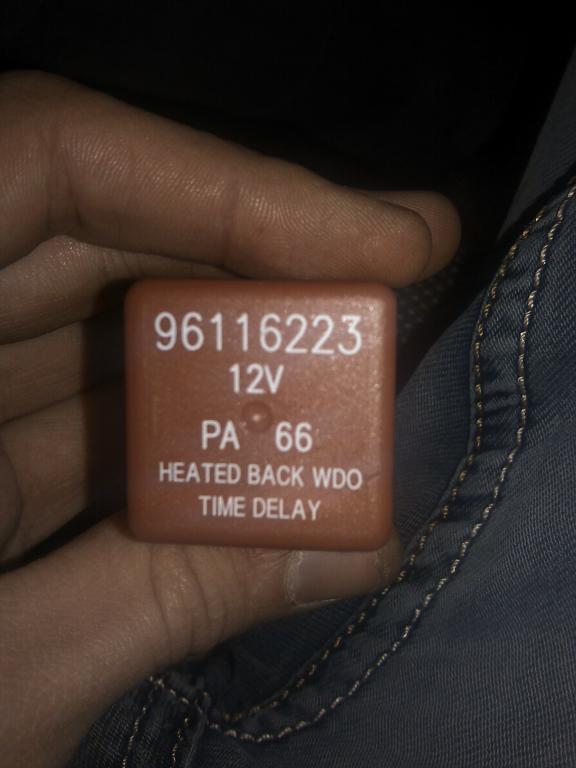 96116223
12V
PA 66
HEATED BACK WDO
TIME DELAY